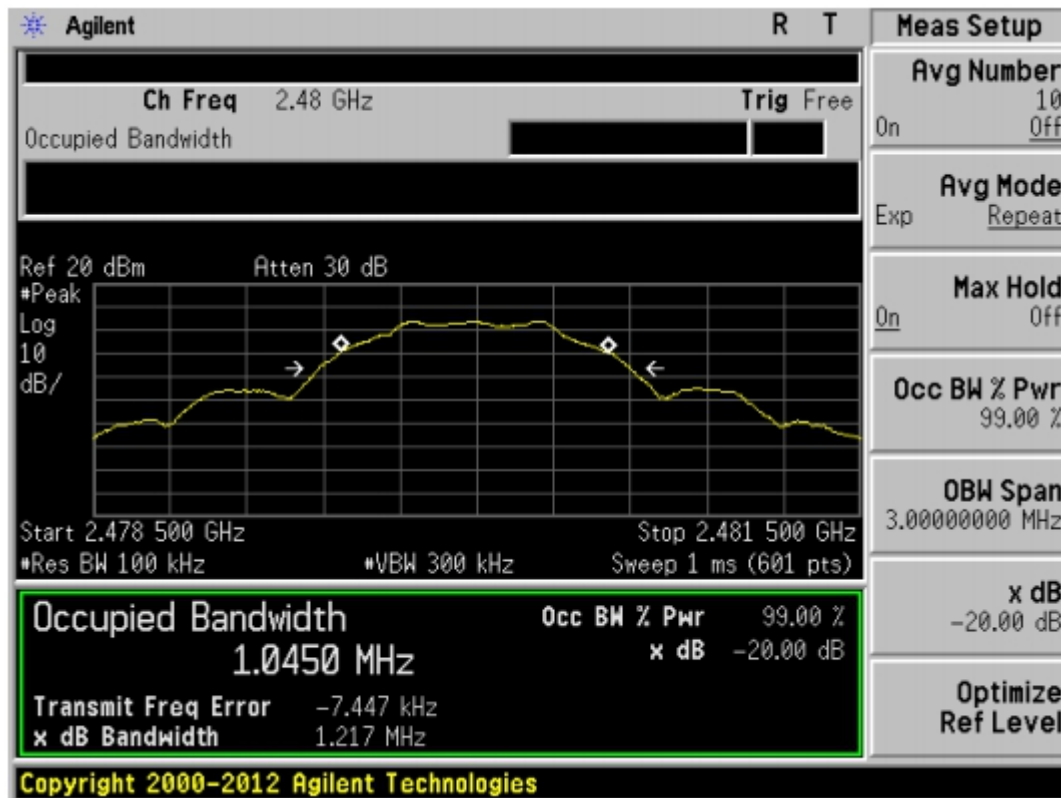 Agilent R T
Ch Freq 2.48 GHz Trig Free
Occupied Bandwidth
Ref 20 dBm Atten 30 dB
#Peak
Log
10
dB/
Start 2.478 500 GHz Stop 2.481 500 GHz
#Res BW 100 kHz #VBW 300 kHz Sweep 1 ms (601 pts)
Occupied Bandwidth Occ BW % Pwr 99.00 %
1.0450 MHz x dB -20.00 dB
Transmit Freq Error -7.447 kHz
x dB Bandwidth 1.217 MHz
Copyright 2000-2012 Agilent Technologies
Meas Setup
Avg Number
10
On Off
Avg Mode
Exp Repeat
Max Hold
On Off
Occ BW % Pwr
99.00 %
OBW Span
3.00000000 MHz
x dB
-20.00 dB
Optimize
Ref Level